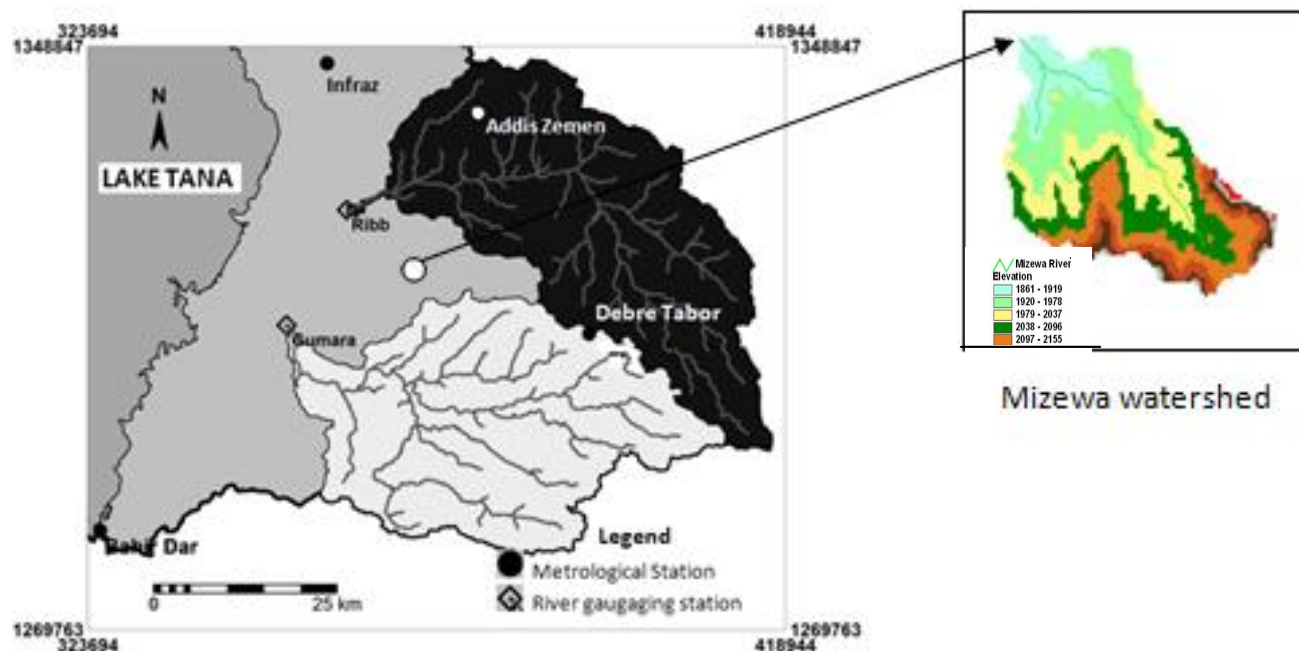 323694
418944
1348847
1348847
Infraz
N
Addis Zemen
LAKE TANA
Ribb
Debre Tabor
Gumara
Bahir Dar
Legend
Metrological Station
River gaugaging station
0
25 km
1269763
1269763
323694
418944
Mizewa River
Elevation
1861 - 1919
1920 - 1978
1979 - 2037
2038 - 2096
2097 - 2155
Mizewa watershed